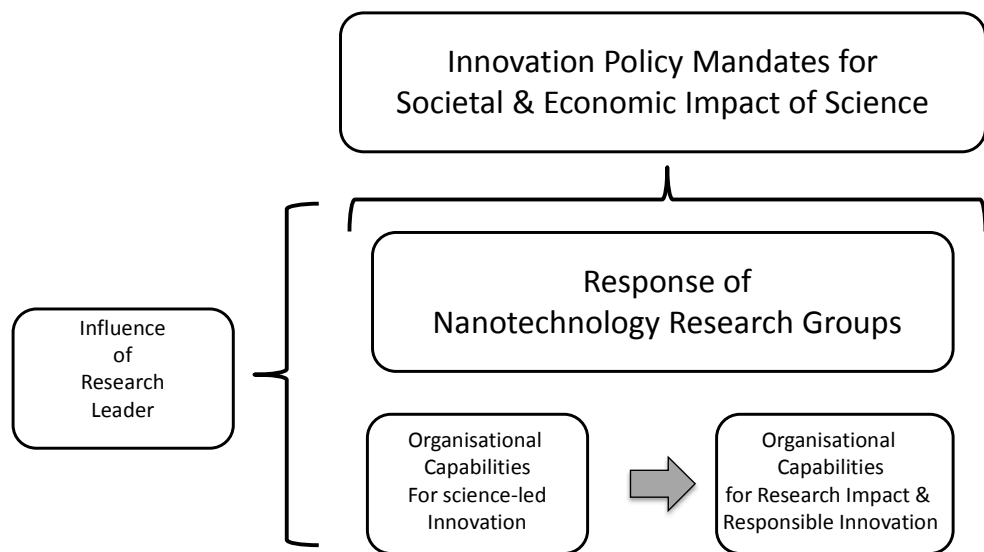 Innovation Policy Mandates for
Societal & Economic Impact of Science
Response of
Nanotechnology Research Groups
Influence
of
Research
Leader
Organisational
Capabilities
For science-led
Innovation
Organisational
Capabilities
for Research Impact &
Responsible Innovation